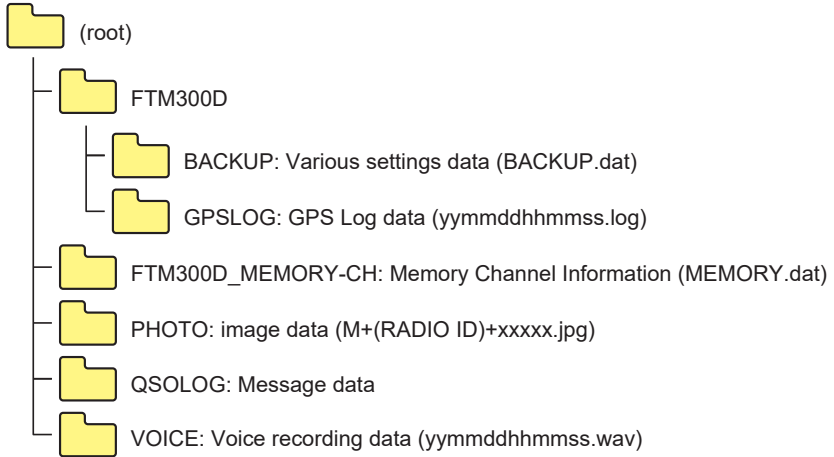 (root)
FTM300D
BACKUP: Various settings data (BACKUP.dat)
GPSLOG: GPS Log data (yymmddhhmmss.log)
FTM300D_MEMORY-CH: Memory Channel Information (MEMORY.dat)
PHOTO: image data (M+(RADIO ID)+xxxxx.jpg)
QSOLOG: Message data
VOICE: Voice recording data (yymmddhhmmss.wav)